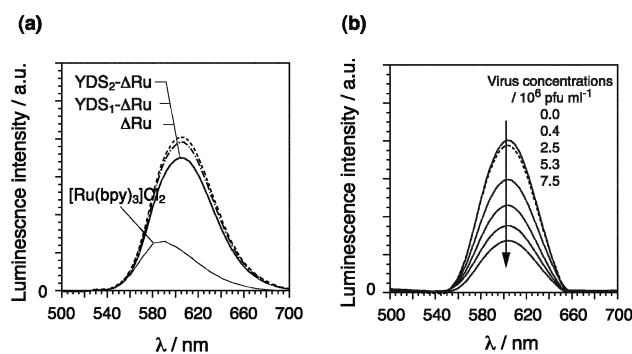 (a)
Luminescnce intensity / a.u.
YDS2-ΔRu
YDS1-ΔRu
ΔRu
[Ru(bpy)3]Cl2
0
500 540 580 620 660 700
λ / nm
(b)
Luminescence intensity / a.u.
Virus concentrations
/ 10⁶ pfu ml⁻¹
0.0
0.4
2.5
5.3
7.5
0
500 540 580 620 660 700
λ / nm